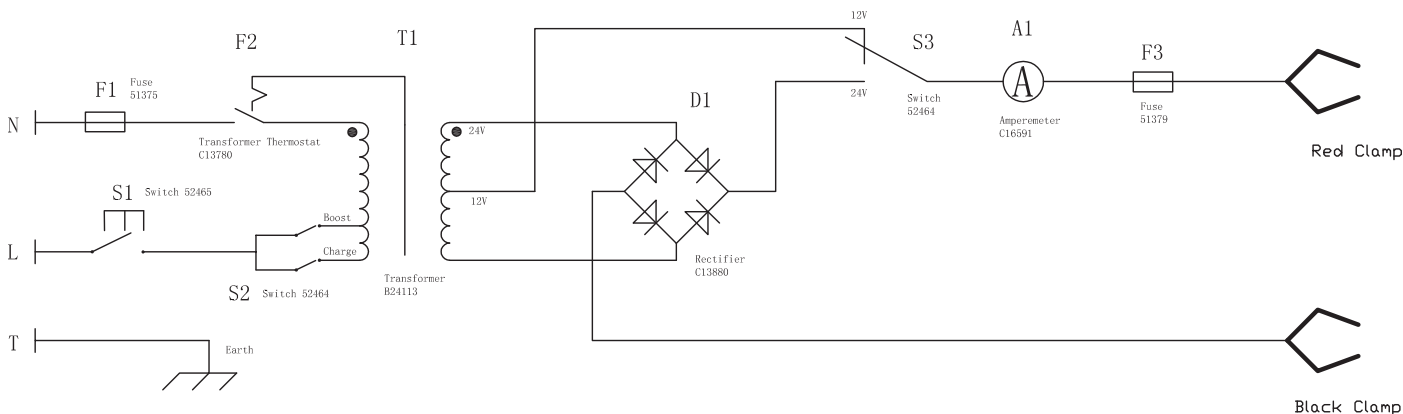 F2
T1
12V
S3
A1
F1
Fuse
51375
F3
24V
D1
Switch
52464
A
Fuse
51379
N
Transformer Thermostat
C13780
24V
Amperemeter
C16591
Red Clamp
S1
Switch 52465
12V
Boost
L
Charge
Rectifier
C13880
Transformer
B24113
S2
Switch 52464
T
Earth
Black Clamp